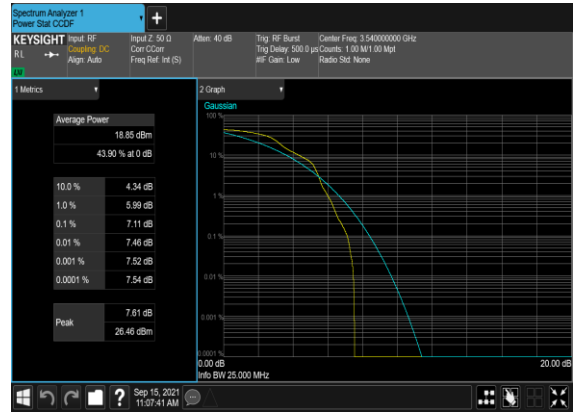 Spectrum Analyzer 1
Power Stat CCDF
+
KEYSIGHT Input: RF Input Z: 50 Ω Atten: 40 dB Trig: RF Burst Center Freq: 3.540000000 GHz
RL Coupling: DC Corr CCorr Trig Delay: 500.0 µs Counts: 1.00 M/1.00 Mpt
Align: Auto Freq Ref: Int (S) #IF Gain: Low Radio Std: None
1 Metrics
2 Graph
Average Power
18.85 dBm
43.90 % at 0 dB
10.0 % 4.34 dB
1.0 % 5.99 dB
0.1 % 7.11 dB
0.01 % 7.46 dB
0.001 % 7.52 dB
0.0001 % 7.54 dB
Peak
7.61 dB
26.46 dBm
Gaussian
100 %
10 %
1 %
0.1 %
0.01 %
0.001 %
0.0001 %
0.00 dB 20.00 dB
Info BW 25.000 MHz
? Sep 15, 2021
11:07:41 AM